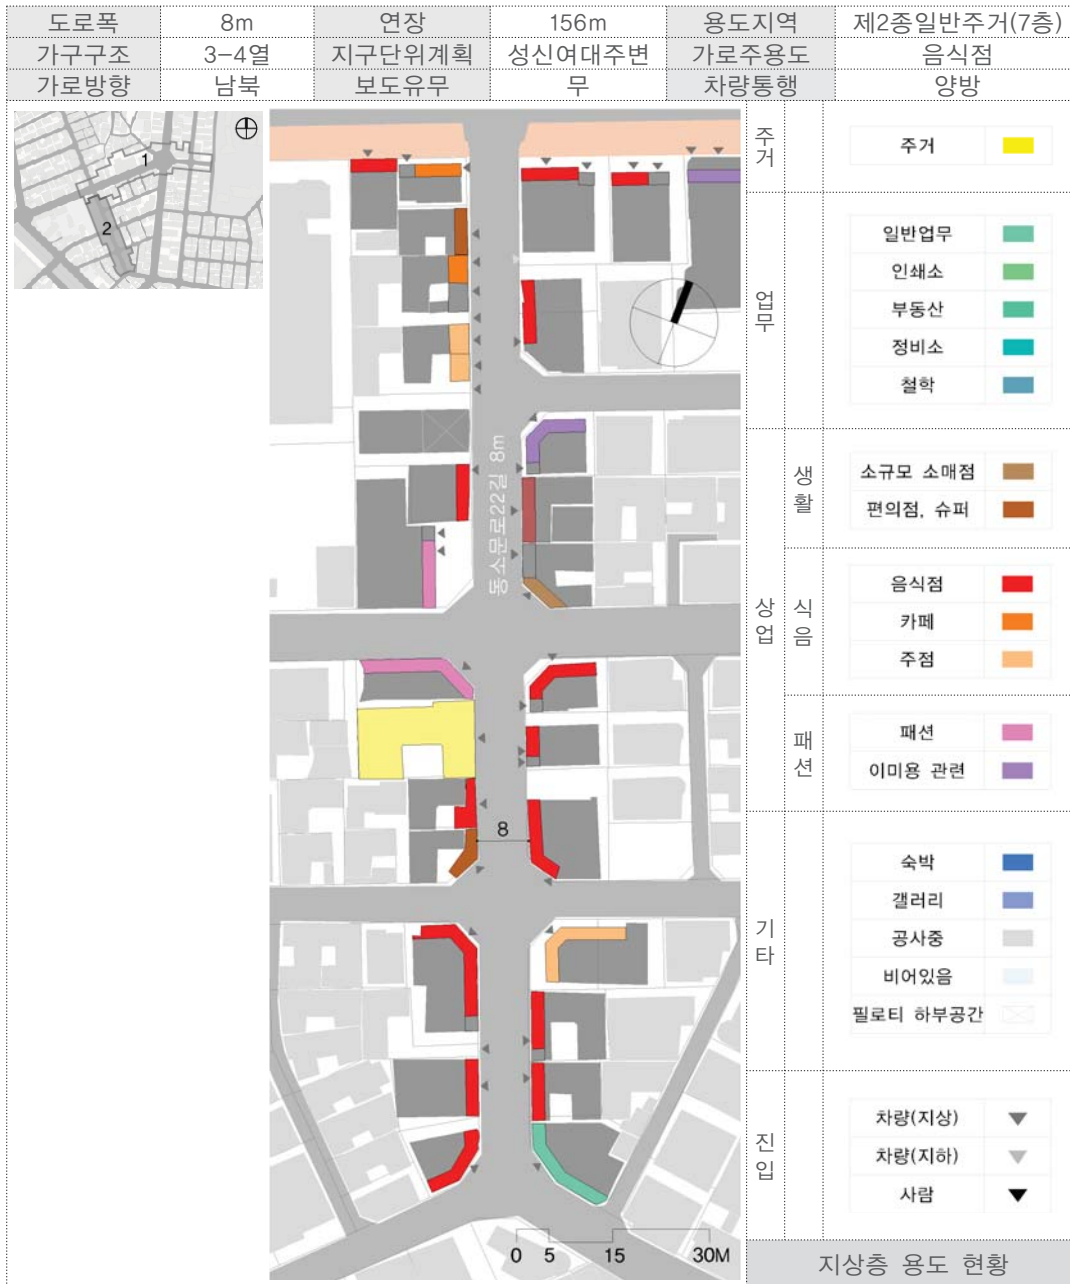 도로폭 8m 연장 156m 용도지역 제2종일반주거(7층)
가구구조 3-4열 지구단위계획 성신여대주변 가로주용도 음식점
가로방향 남북 보도유무 무 차량통행 양방
1
2
동소문로22길 8m
8
0 5 15 30M
주거
주거
업무
일반업무
인쇄소
부동산
정비소
철학
상업
생활
소규모 소매점
편의점, 슈퍼
식음
음식점
카페
주점
패션
패션
이미용 관련
기타
숙박
갤러리
공사중
비어있음
필로티 하부공간
진입
차량(지상)
차량(지하)
사람
지상층 용도 현황